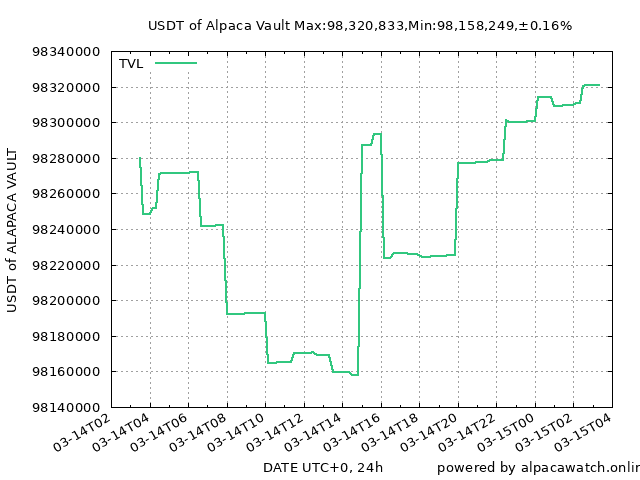 USDT of Alpaca Vault Max:98,320,833,Min:98,158,249,±0.16%
TVL
USDT of ALAPACA VAULT
98340000
98320000
98300000
98280000
98260000
98240000
98220000
98200000
98180000
98160000
98140000
03-14T02
03-14T04
03-14T06
03-14T08
03-14T10
03-14T12
03-14T14
03-14T16
03-14T18
03-14T20
03-14T22
03-15T00
03-15T02
03-15T04
DATE UTC+0, 24h
powered by alpacawatch.onlin